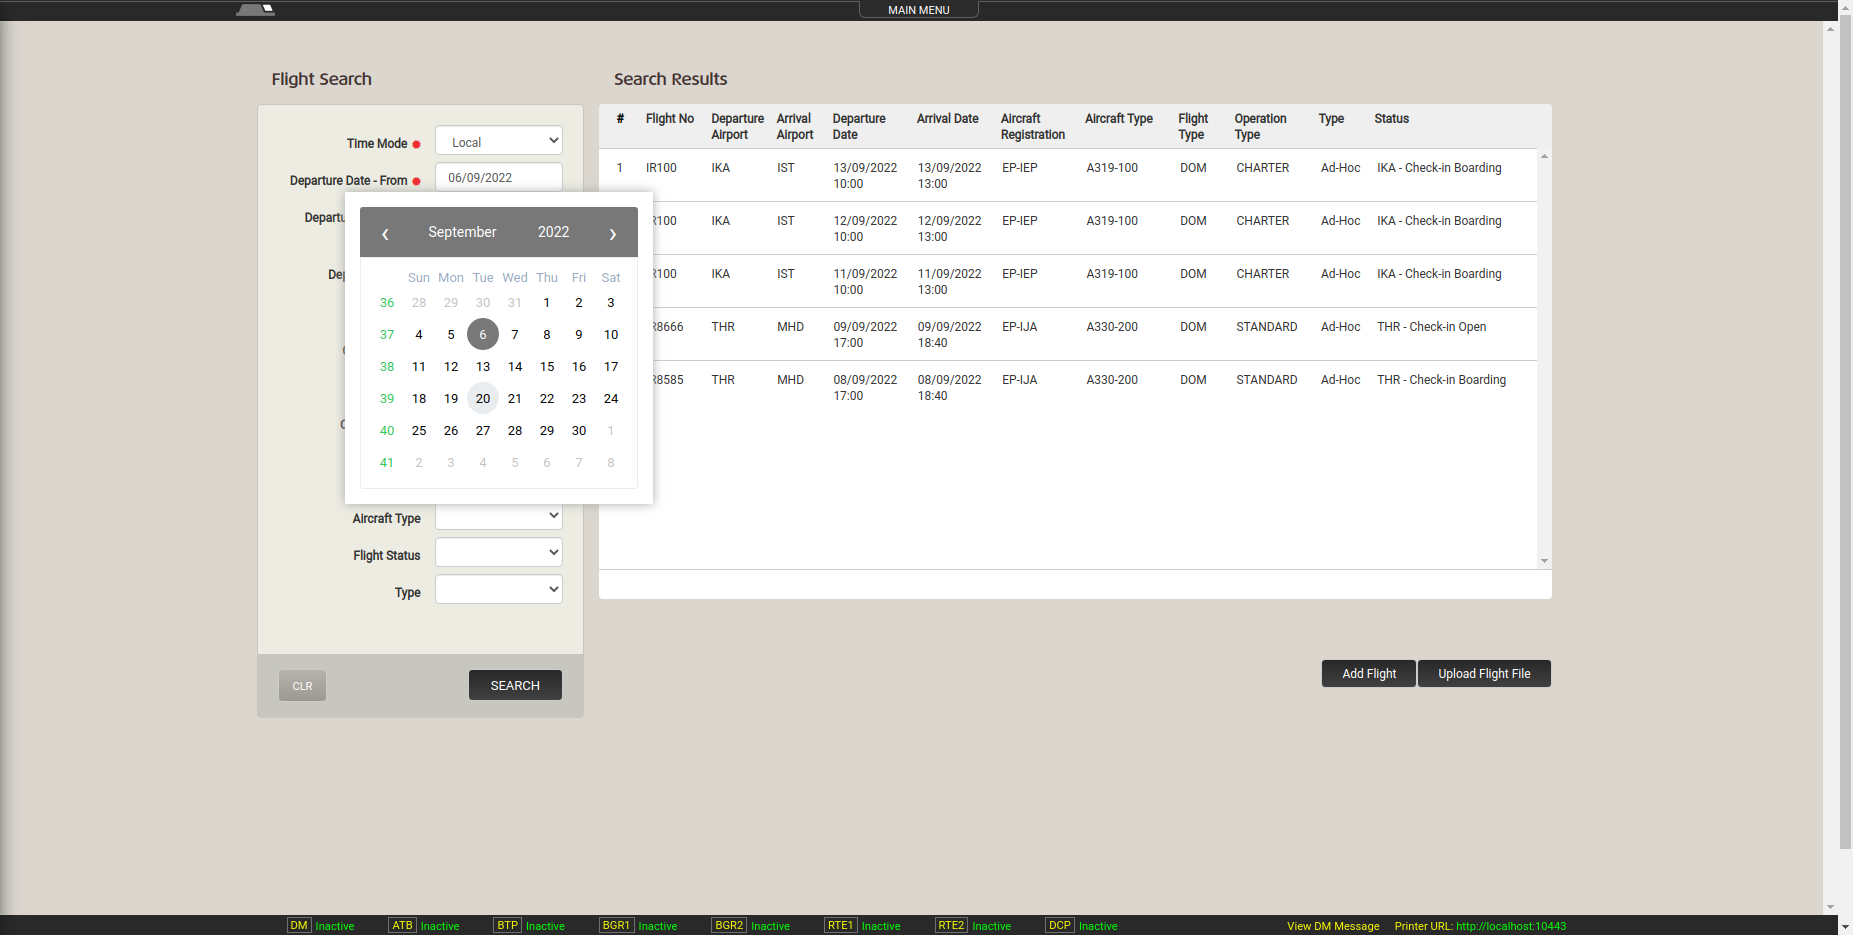 MAIN MENU
Flight Search
Time Mode
Local
Departure Date - From
06/09/2022
September 2022
Sun Mon Tue Wed Thu Fri Sat
36 28 29 30 31 1 2 3
37 4 5 6 7 8 9 10
38 11 12 13 14 15 16 17
39 18 19 20 21 22 23 24
40 25 26 27 28 29 30 1
41 2 3 4 5 6 7 8
Aircraft Type
Flight Status
Type
CLR SEARCH
Search Results
# Flight No Departure Airport Arrival Airport Departure Date Arrival Date Aircraft Registration Aircraft Type Flight Type Operation Type Type Status
1 IR100 IKA IST 13/09/2022 10:00 13/09/2022 13:00 EP-IEP A319-100 DOM CHARTER Ad-Hoc IKA - Check-in Boarding
R100 IKA IST 12/09/2022 10:00 12/09/2022 13:00 EP-IEP A319-100 DOM CHARTER Ad-Hoc IKA - Check-in Boarding
R100 IKA IST 11/09/2022 10:00 11/09/2022 13:00 EP-IEP A319-100 DOM CHARTER Ad-Hoc IKA - Check-in Boarding
R8666 THR MHD 09/09/2022 17:00 09/09/2022 18:40 EP-IJA A330-200 DOM STANDARD Ad-Hoc THR - Check-in Open
R8585 THR MHD 08/09/2022 17:00 08/09/2022 18:40 EP-IJA A330-200 DOM STANDARD Ad-Hoc THR - Check-in Boarding
Add Flight Upload Flight File
DM Inactive ATB Inactive BTP Inactive BGR1 Inactive BGR2 Inactive RTE1 Inactive RTE2 Inactive DCP Inactive View DM Message Printer URL: http://localhost:10443